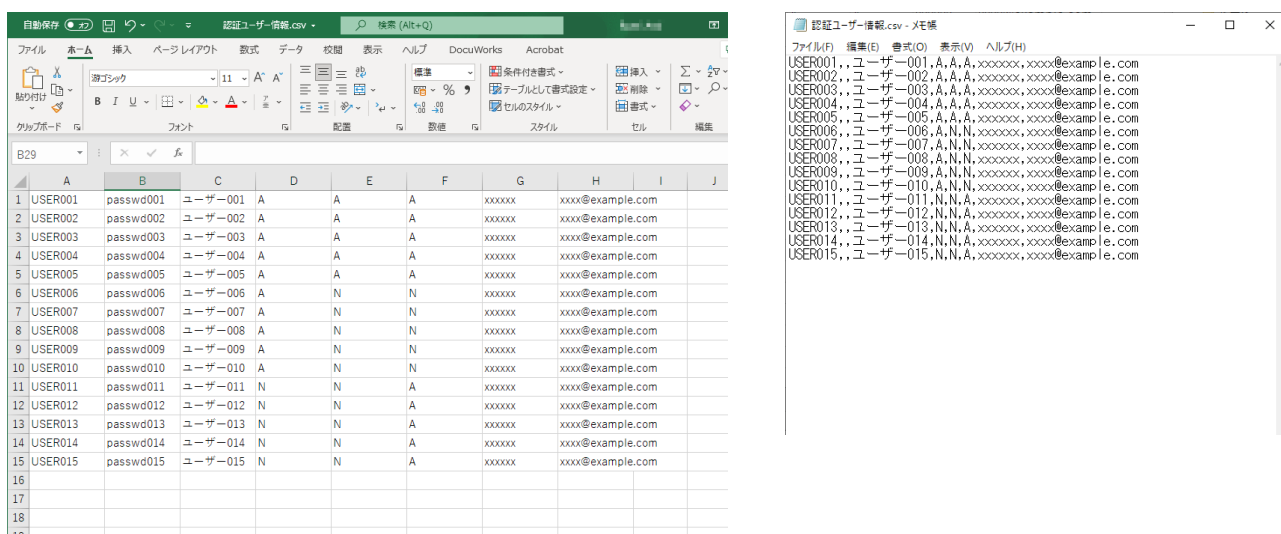 自動保存 オフ 認証ユーザー情報.csv 検索 (Alt+Q)
ファイル ホーム 挿入 ページ レイアウト 数式 データ 校閲 表示 ヘルプ DocuWorks Acrobat
貼り付け 游ゴシック 11 A A 標準 条件付き書式 挿入
B I U A % テーブルとして書式設定 削除
セルのスタイル 書式
クリップボード フォント 配置 数値 スタイル セル 編集
B29 fx
A B C D E F G H I J
1 USER001 passwd001 ユーザー001 A A A xxxxxx xxxx@example.com
2 USER002 passwd002 ユーザー002 A A A xxxxxx xxxx@example.com
3 USER003 passwd003 ユーザー003 A A A xxxxxx xxxx@example.com
4 USER004 passwd004 ユーザー004 A A A xxxxxx xxxx@example.com
5 USER005 passwd005 ユーザー005 A A A xxxxxx xxxx@example.com
6 USER006 passwd006 ユーザー006 A N N xxxxxx xxxx@example.com
7 USER007 passwd007 ユーザー007 A N N xxxxxx xxxx@example.com
8 USER008 passwd008 ユーザー008 A N N xxxxxx xxxx@example.com
9 USER009 passwd009 ユーザー009 A N N xxxxxx xxxx@example.com
10 USER010 passwd010 ユーザー010 A N N xxxxxx xxxx@example.com
11 USER011 passwd011 ユーザー011 N N A xxxxxx xxxx@example.com
12 USER012 passwd012 ユーザー012 N N A xxxxxx xxxx@example.com
13 USER013 passwd013 ユーザー013 N N A xxxxxx xxxx@example.com
14 USER014 passwd014 ユーザー014 N N A xxxxxx xxxx@example.com
15 USER015 passwd015 ユーザー015 N N A xxxxxx xxxx@example.com
16
17
18
認証ユーザー情報.csv - メモ帳
ファイル(F) 編集(E) 書式(O) 表示(V) ヘルプ(H)
USER001,,ユーザー001,A,A,A,xxxxxx,xxxx@example.com
USER002,,ユーザー002,A,A,A,xxxxxx,xxxx@example.com
USER003,,ユーザー003,A,A,A,xxxxxx,xxxx@example.com
USER004,,ユーザー004,A,A,A,xxxxxx,xxxx@example.com
USER005,,ユーザー005,A,A,A,xxxxxx,xxxx@example.com
USER006,,ユーザー006,A,N,N,xxxxxx,xxxx@example.com
USER007,,ユーザー007,A,N,N,xxxxxx,xxxx@example.com
USER008,,ユーザー008,A,N,N,xxxxxx,xxxx@example.com
USER009,,ユーザー009,A,N,N,xxxxxx,xxxx@example.com
USER010,,ユーザー010,A,N,N,xxxxxx,xxxx@example.com
USER011,,ユーザー011,N,N,A,xxxxxx,xxxx@example.com
USER012,,ユーザー012,N,N,A,xxxxxx,xxxx@example.com
USER013,,ユーザー013,N,N,A,xxxxxx,xxxx@example.com
USER014,,ユーザー014,N,N,A,xxxxxx,xxxx@example.com
USER015,,ユーザー015,N,N,A,xxxxxx,xxxx@example.com